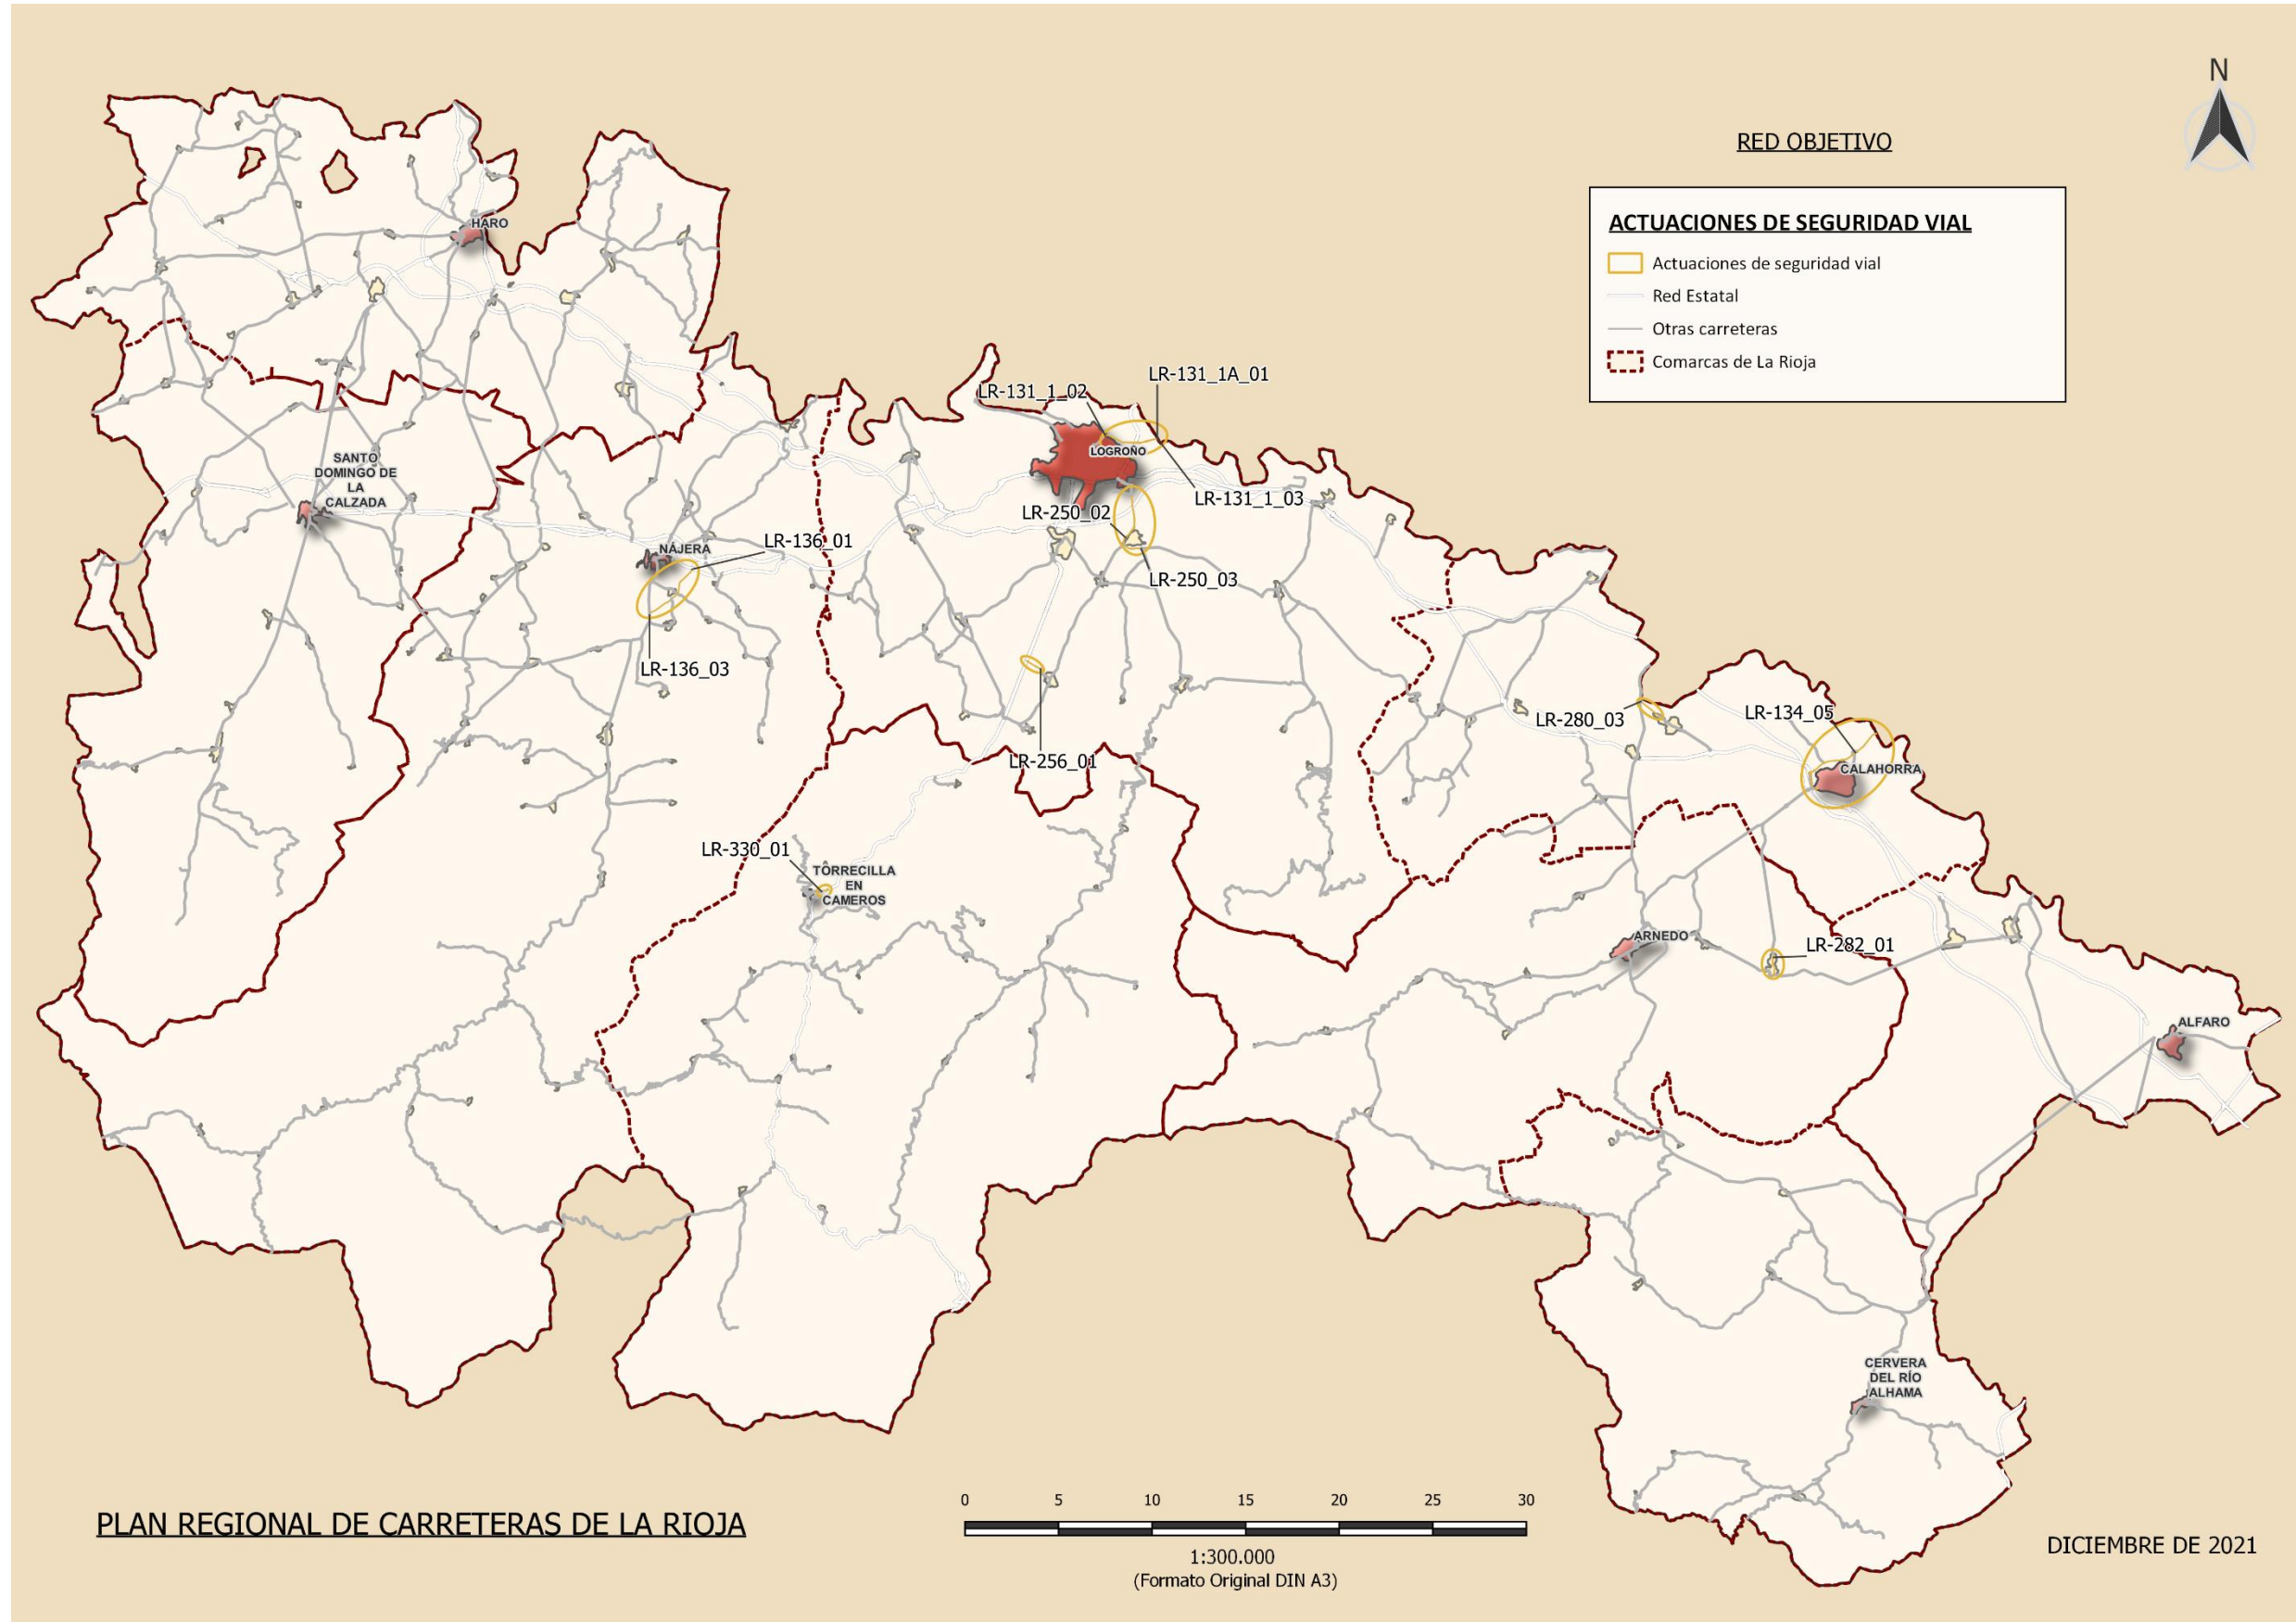 N
RED OBJETIVO
ACTUACIONES DE SEGURIDAD VIAL
Actuaciones de seguridad vial
Red Estatal
Otras carreteras
Comarcas de La Rioja
HARO
LR-131_1A_01
LR-131_1_02
LOGROÑO
SANTO
DOMINGO DE
LA
CALZADA
LR-131_1_03
LR-250_02
LR-136_01
NÁJERA
LR-250_03
LR-136_03
LR-280_03
LR-134_05
LR-256_01
CALAHORRA
LR-330_01
TORRECILLA
EN
CAMEROS
ARNEDO
LR-282_01
ALFARO
CERVERA
DEL RÍO
ALHAMA
PLAN REGIONAL DE CARRETERAS DE LA RIOJA
0 5 10 15 20 25 30
1:300.000
(Formato Original DIN A3)
DICIEMBRE DE 2021